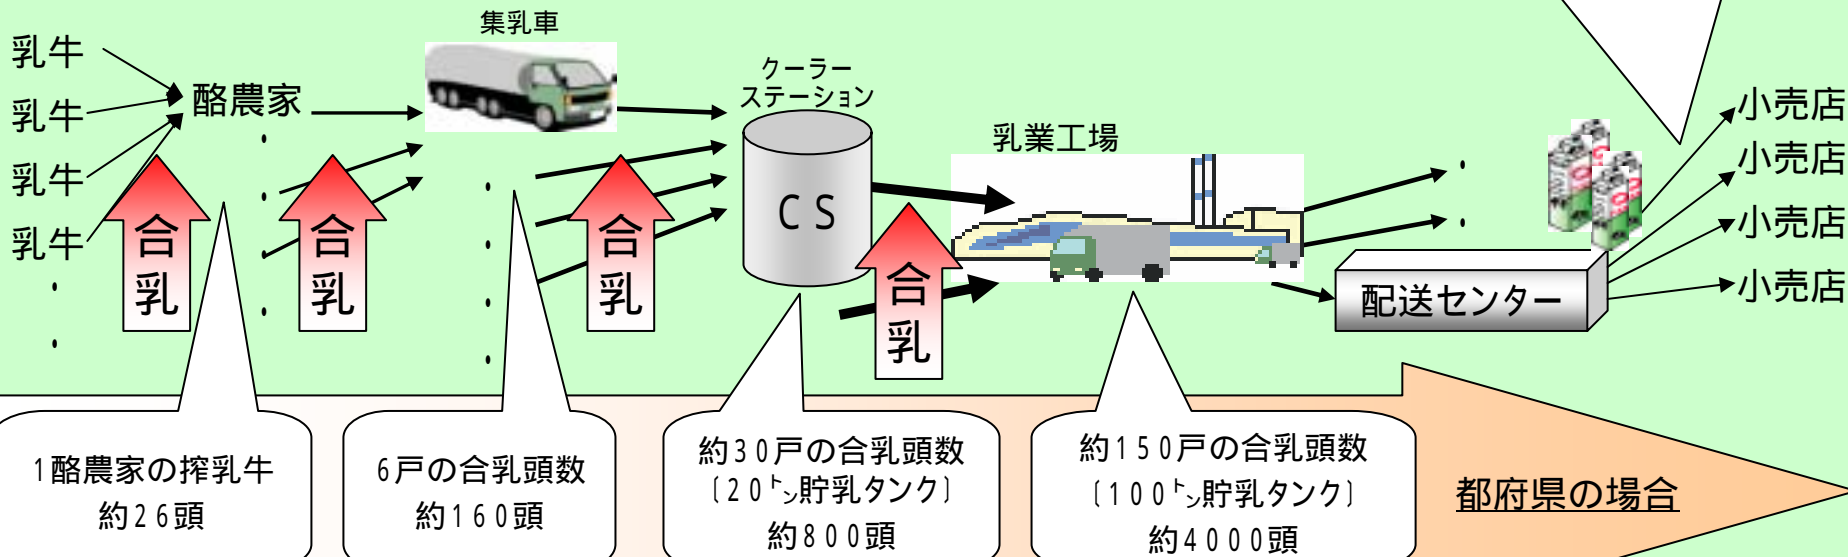 乳牛
乳牛
乳牛
乳牛
酪農家
集乳車
クーラー
ステーション
CS
乳業工場
配送センター
小売店
小売店
小売店
小売店
合
乳
合
乳
合
乳
合
乳
1酪農家の搾乳牛
約26頭
6戸の合乳頭数
約160頭
約30戸の合乳頭数
〔20㌧貯乳タンク〕
約800頭
約150戸の合乳頭数
〔100㌧貯乳タンク〕
約4000頭
都府県の場合